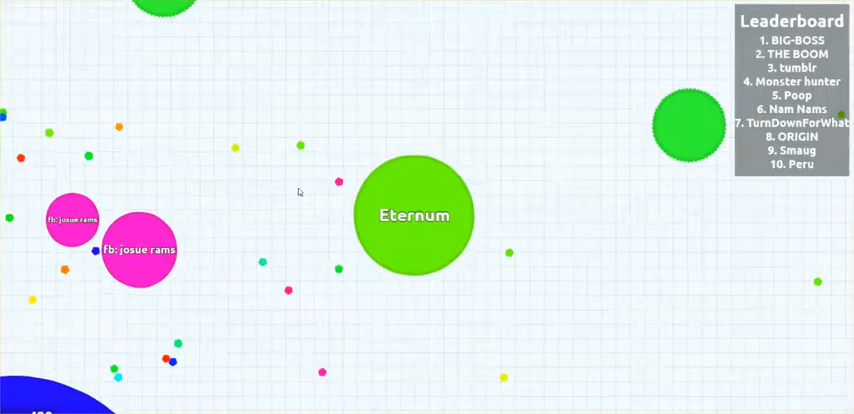 Leaderboard
1. BIG-BOSS
2. THE BOOM
3. tumblr
4. Monster hunter
5. Poop
6. Nam Nams
7. TurnDownForWhat
8. ORIGIN
9. Smaug
10. Peru
Eternum
fb: josue rams
fb: josue rams